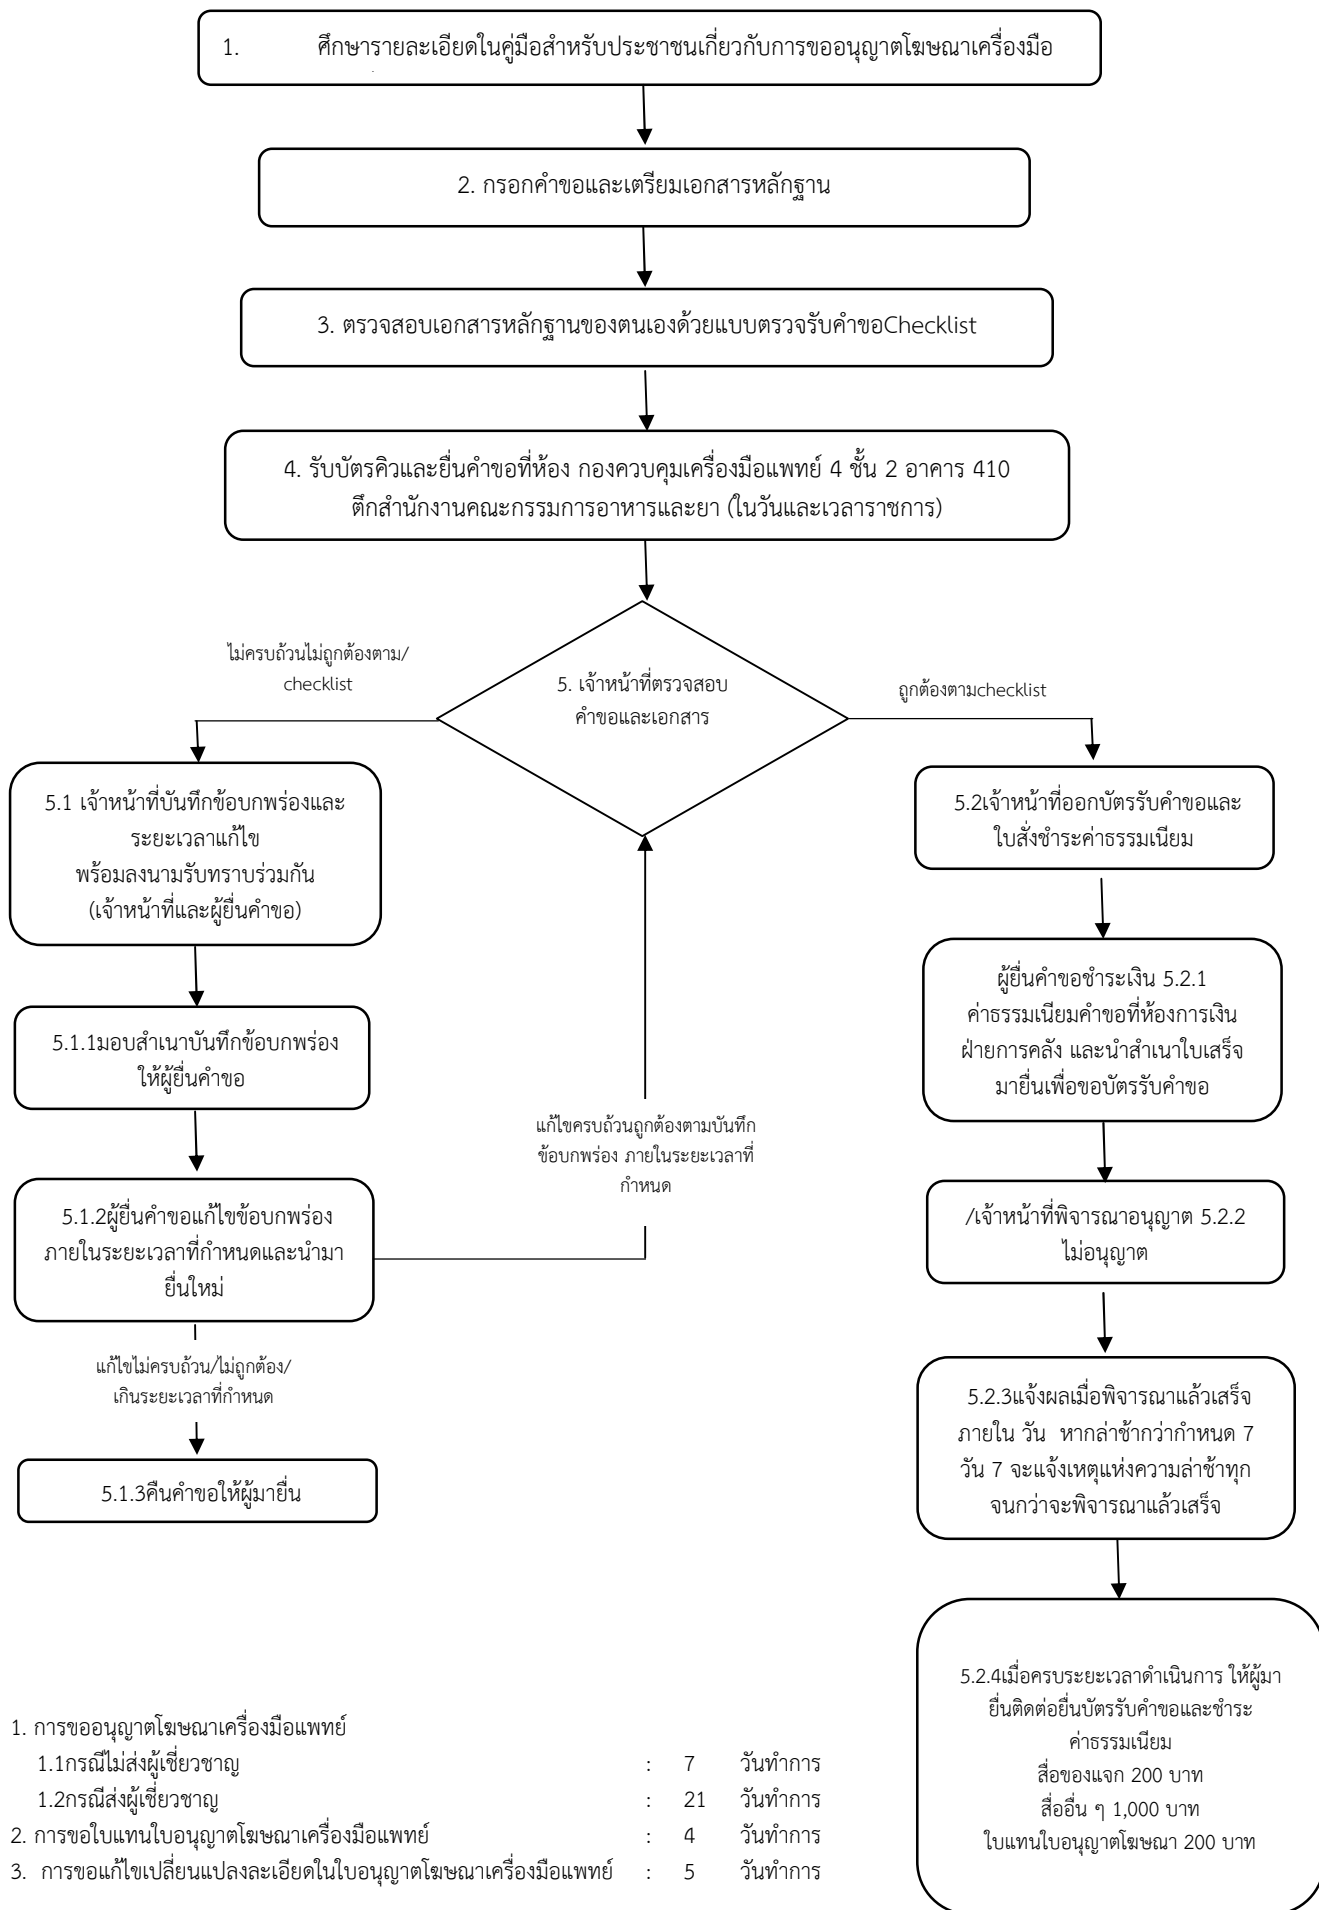 1. ศึกษารายละเอียดในคู่มือสำหรับประชาชนเกี่ยวกับการขออนุญาตโฆษณาเครื่องมือ
2. กรอกคำขอและเตรียมเอกสารหลักฐาน
3. ตรวจสอบเอกสารหลักฐานของตนเองด้วยแบบตรวจรับคำขอChecklist
4. รับบัตรคิวและยื่นคำขอที่ห้อง กองควบคุมเครื่องมือแพทย์ 4 ชั้น 2 อาคาร 410
ตึกสำนักงานคณะกรรมการอาหารและยา (ในวันและเวลาราชการ)
ไม่ครบถ้วนไม่ถูกต้องตาม/
checklist
5. เจ้าหน้าที่ตรวจสอบ
คำขอและเอกสาร
ถูกต้องตามchecklist
5.1 เจ้าหน้าที่บันทึกข้อบกพร่องและ
ระยะเวลาแก้ไข
พร้อมลงนามรับทราบร่วมกัน
(เจ้าหน้าที่และผู้ยื่นคำขอ)
5.1.1มอบสำเนาบันทึกข้อบกพร่อง
ให้ผู้ยื่นคำขอ
5.1.2ผู้ยื่นคำขอแก้ไขข้อบกพร่อง
ภายในระยะเวลาที่กำหนดและนำมา
ยื่นใหม่
แก้ไขไม่ครบถ้วน/ไม่ถูกต้อง/
เกินระยะเวลาที่กำหนด
5.1.3คืนคำขอให้ผู้มายื่น
แก้ไขครบถ้วนถูกต้องตามบันทึก
ข้อบกพร่อง ภายในระยะเวลาที่
กำหนด
5.2เจ้าหน้าที่ออกบัตรรับคำขอและ
ใบสั่งชำระค่าธรรมเนียม
ผู้ยื่นคำขอชำระเงิน 5.2.1
ค่าธรรมเนียมคำขอที่ห้องการเงิน
ฝ่ายการคลัง และนำสำเนาใบเสร็จ
มายื่นเพื่อขอบัตรรับคำขอ
/เจ้าหน้าที่พิจารณาอนุญาต 5.2.2
ไม่อนุญาต
5.2.3แจ้งผลเมื่อพิจารณาแล้วเสร็จ
ภายใน วัน หากล่าช้ากว่ากำหนด 7
วัน 7 จะแจ้งเหตุแห่งความล่าช้าทุก
จนกว่าจะพิจารณาแล้วเสร็จ
5.2.4เมื่อครบระยะเวลาดำเนินการ ให้ผู้มา
ยื่นติดต่อยื่นบัตรรับคำขอและชำระ
ค่าธรรมเนียม
สื่อของแจก 200 บาท
สื่ออื่น ๆ 1,000 บาท
ใบแทนใบอนุญาตโฆษณา 200 บาท
1. การขออนุญาตโฆษณาเครื่องมือแพทย์
1.1กรณีไม่ส่งผู้เชี่ยวชาญ : 7 วันทำการ
1.2กรณีส่งผู้เชี่ยวชาญ : 21 วันทำการ
2. การขอใบแทนใบอนุญาตโฆษณาเครื่องมือแพทย์ : 4 วันทำการ
3. การขอแก้ไขเปลี่ยนแปลงละเอียดในใบอนุญาตโฆษณาเครื่องมือแพทย์ : 5 วันทำการ